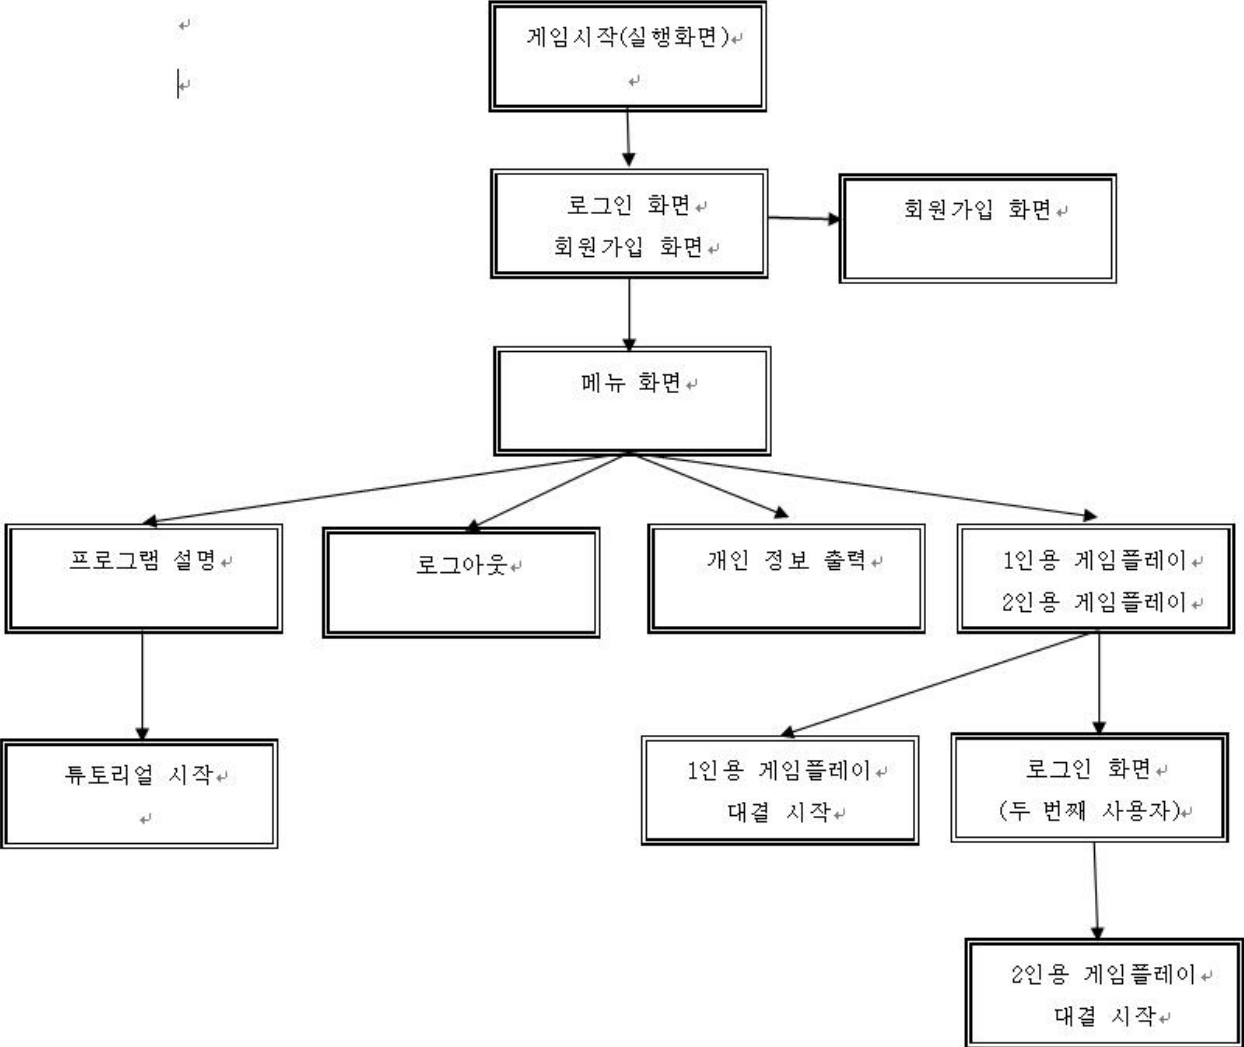 게임시작(실행화면)
로그인 화면
회원가입 화면
회원가입 화면
메뉴 화면
프로그램 설명
로그아웃
개인 정보 출력
1인용 게임플레이
2인용 게임플레이
튜토리얼 시작
1인용 게임플레이
대결 시작
로그인 화면
(두 번째 사용자)
2인용 게임플레이
대결 시작